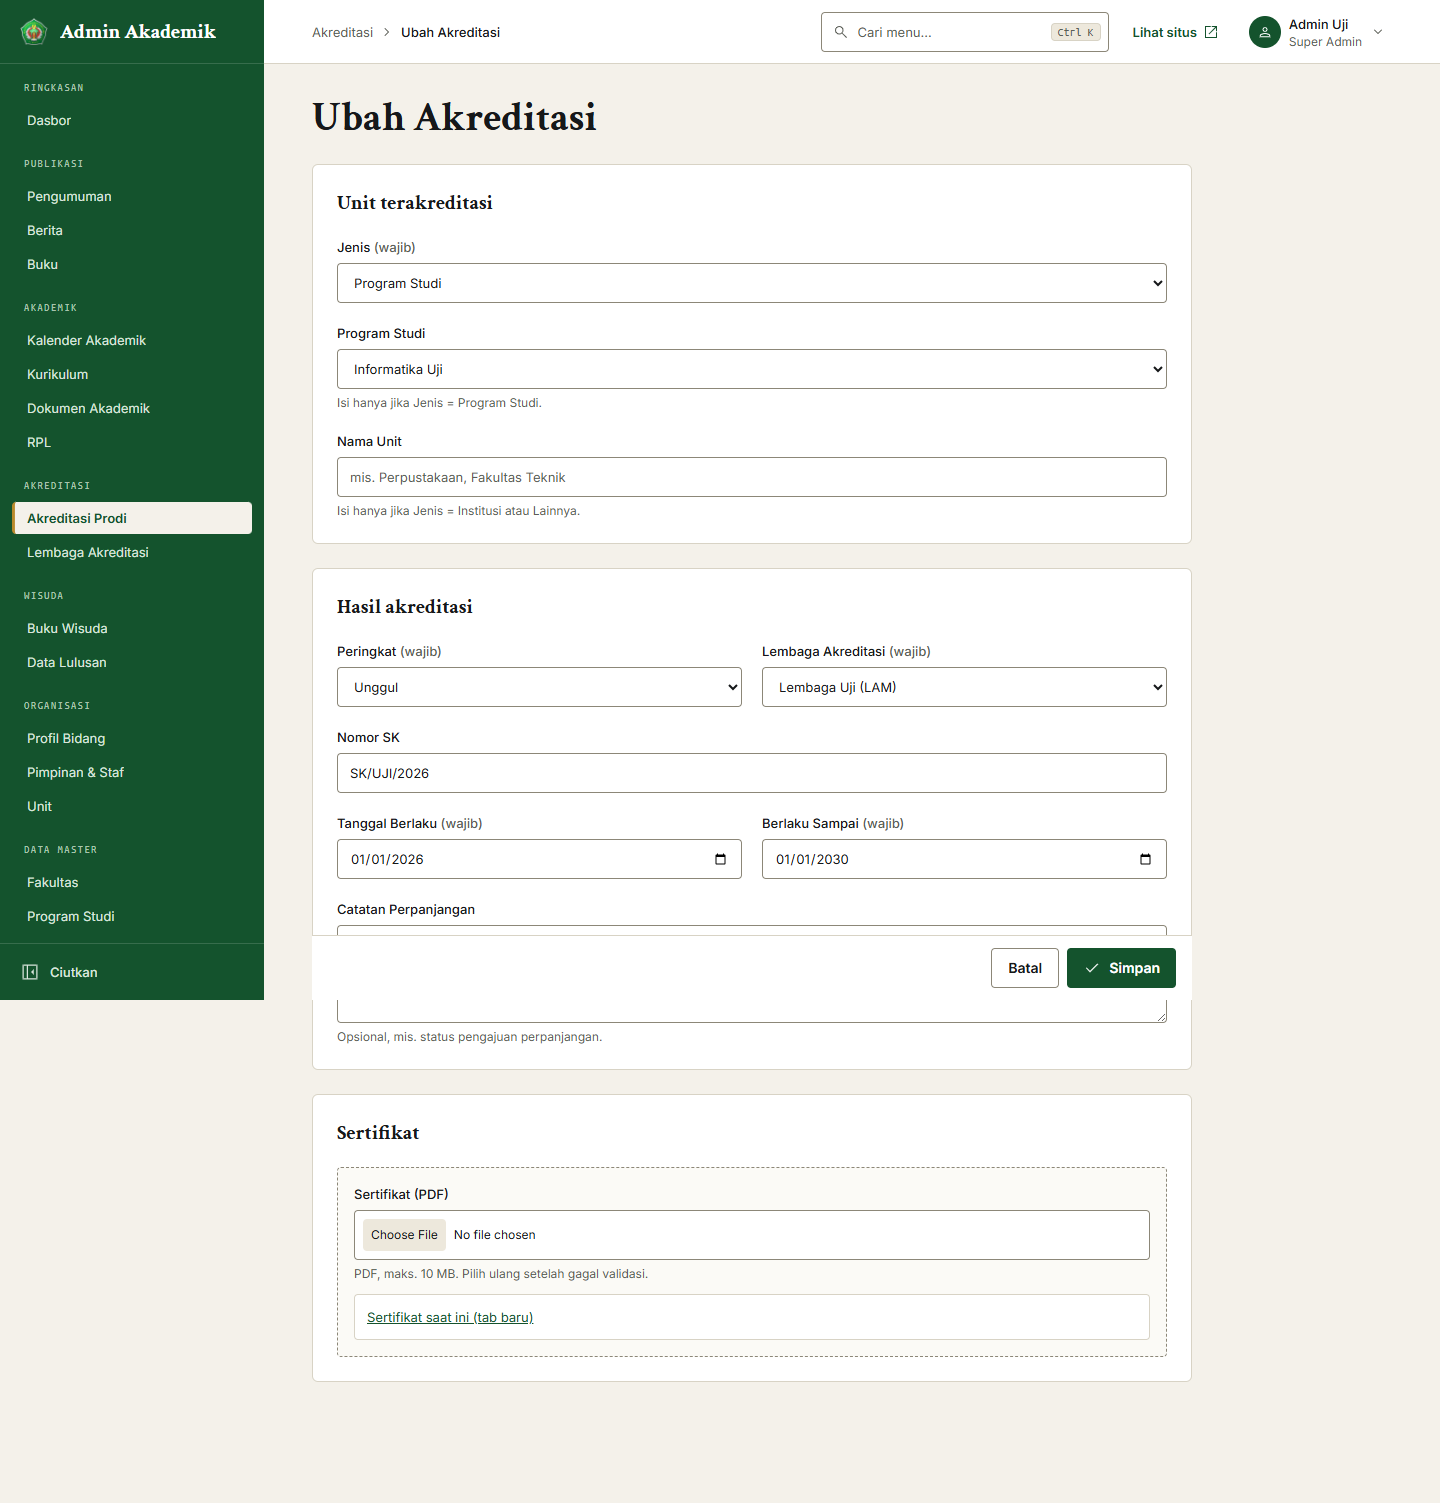 Admin Akademik
RINGKASAN
Dasbor
PUBLIKASI
Pengumuman
Berita
Buku
AKADEMIK
Kalender Akademik
Kurikulum
Dokumen Akademik
RPL
AKREDITASI
Akreditasi Prodi
Lembaga Akreditasi
WISUDA
Buku Wisuda
Data Lulusan
ORGANISASI
Profil Bidang
Pimpinan & Staf
Unit
DATA MASTER
Fakultas
Program Studi
Ciutkan
Akreditasi > Ubah Akreditasi
Cari menu... Ctrl K
Lihat situs
Admin Uji
Super Admin
Ubah Akreditasi
Unit terakreditasi
Jenis (wajib)
Program Studi
Program Studi
Informatika Uji
Isi hanya jika Jenis = Program Studi.
Nama Unit
mis. Perpustakaan, Fakultas Teknik
Isi hanya jika Jenis = Institusi atau Lainnya.
Hasil akreditasi
Peringkat (wajib)
Unggul
Lembaga Akreditasi (wajib)
Lembaga Uji (LAM)
Nomor SK
SK/UJI/2026
Tanggal Berlaku (wajib)
01/01/2026
Berlaku Sampai (wajib)
01/01/2030
Catatan Perpanjangan
Batal
Simpan
Opsional, mis. status pengajuan perpanjangan.
Sertifikat
Sertifikat (PDF)
Choose File No file chosen
PDF, maks. 10 MB. Pilih ulang setelah gagal validasi.
Sertifikat saat ini (tab baru)